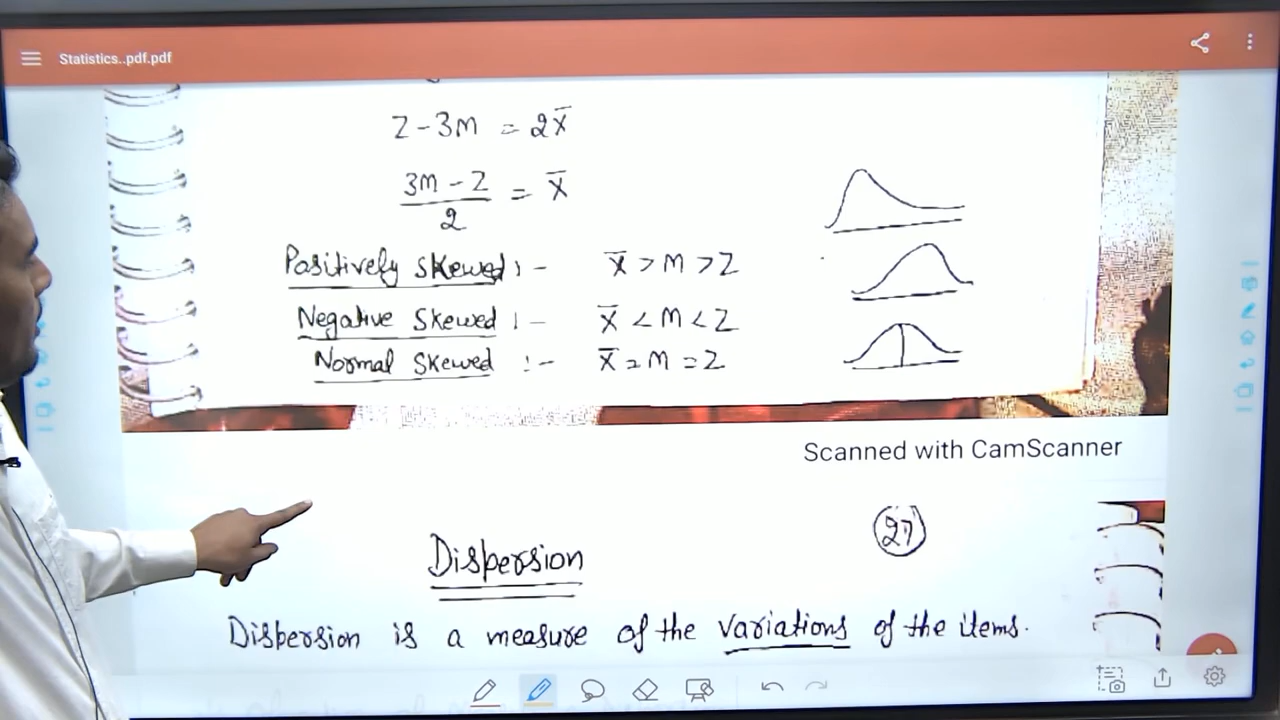 Statistics..pdf.pdf
Z - 3M = 2X̄
3M - Z / 2 = X̄
Positively Skewed :- X̄ > M > Z
Negative Skewed :- X̄ < M < Z
Normal Skewed :- X̄ = M = Z
Scanned with CamScanner
27
Dispersion
Dispersion is a measure of the variations of the items.